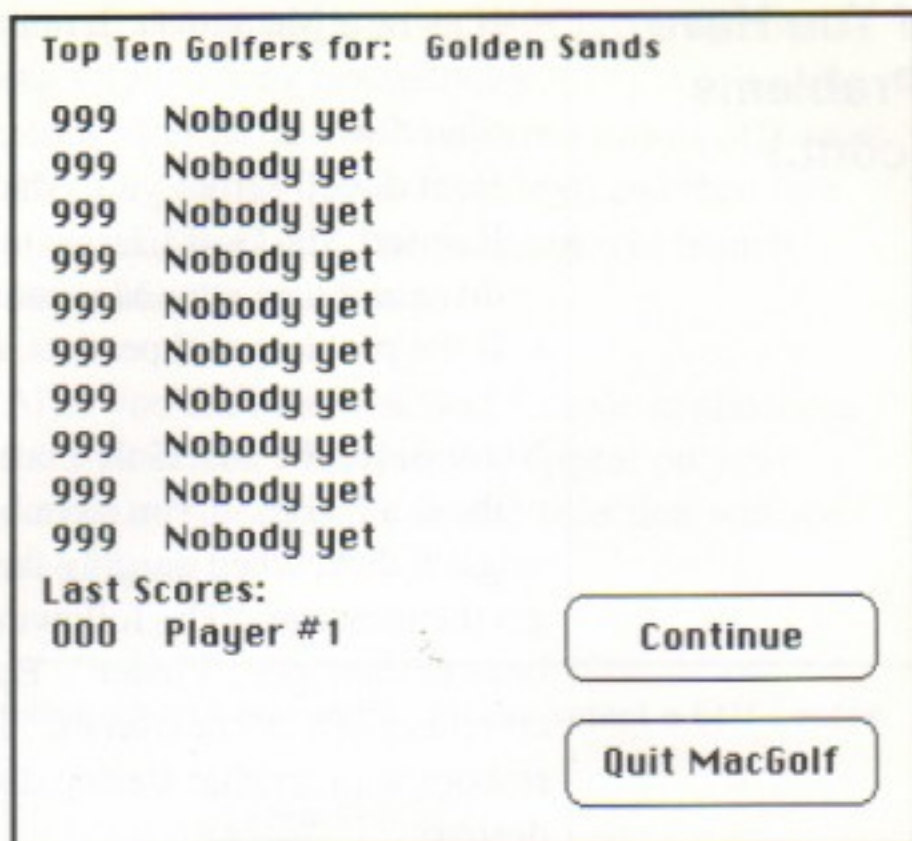 Top Ten Golfers for: Golden Sands
999 Nobody yet
999 Nobody yet
999 Nobody yet
999 Nobody yet
999 Nobody yet
999 Nobody yet
999 Nobody yet
999 Nobody yet
999 Nobody yet
999 Nobody yet
Last Scores:
000 Player #1
Continue
Quit MacGolf